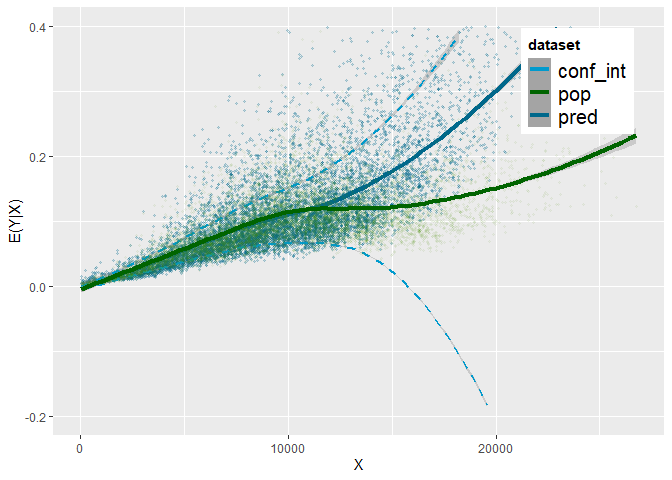 0.4
0.2
0.0
-0.2
E(Y|X)
dataset
conf_int
pop
pred
0
10000
20000
X